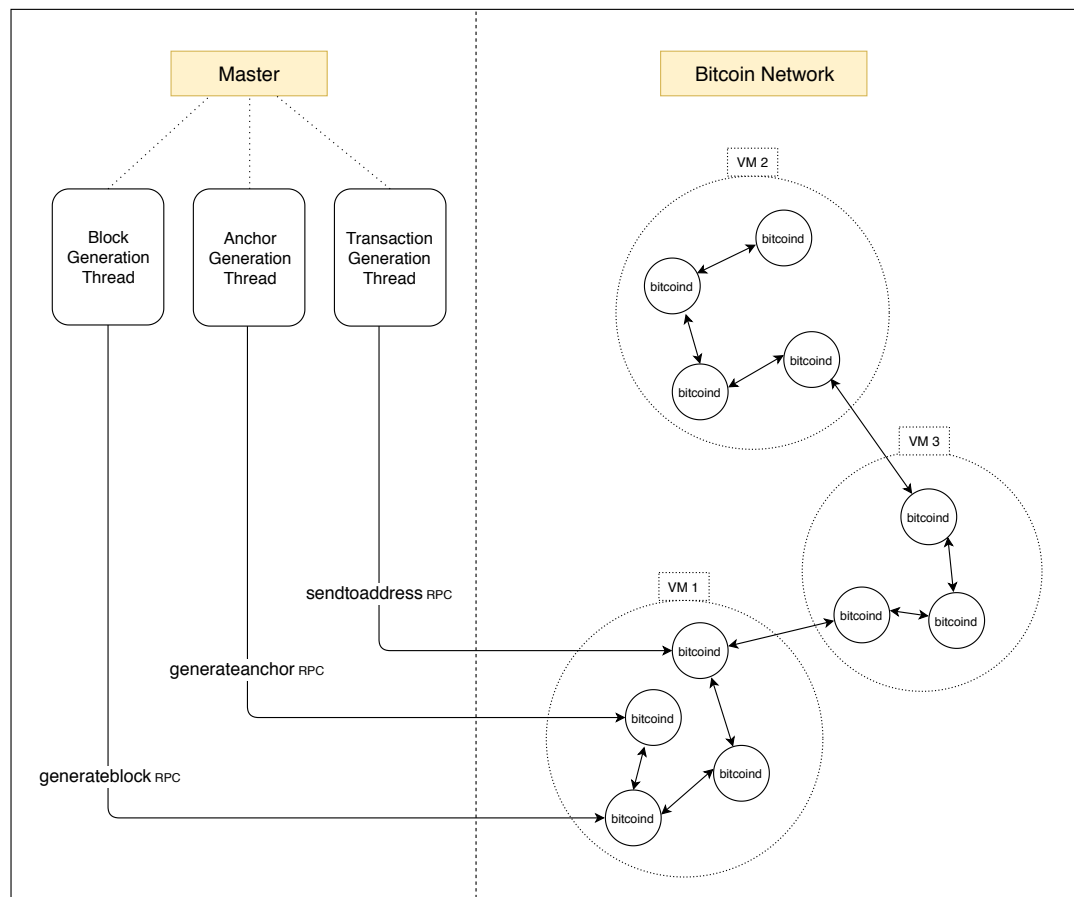 Master
Bitcoin Network
VM 2
Block
Generation
Thread
Anchor
Generation
Thread
Transaction
Generation
Thread
bitcoind
bitcoind
bitcoind
bitcoind
VM 3
bitcoind
bitcoind
bitcoind
VM 1
sendtoaddress RPC
bitcoind
generateanchor RPC
bitcoind
bitcoind
generateblock RPC
bitcoind